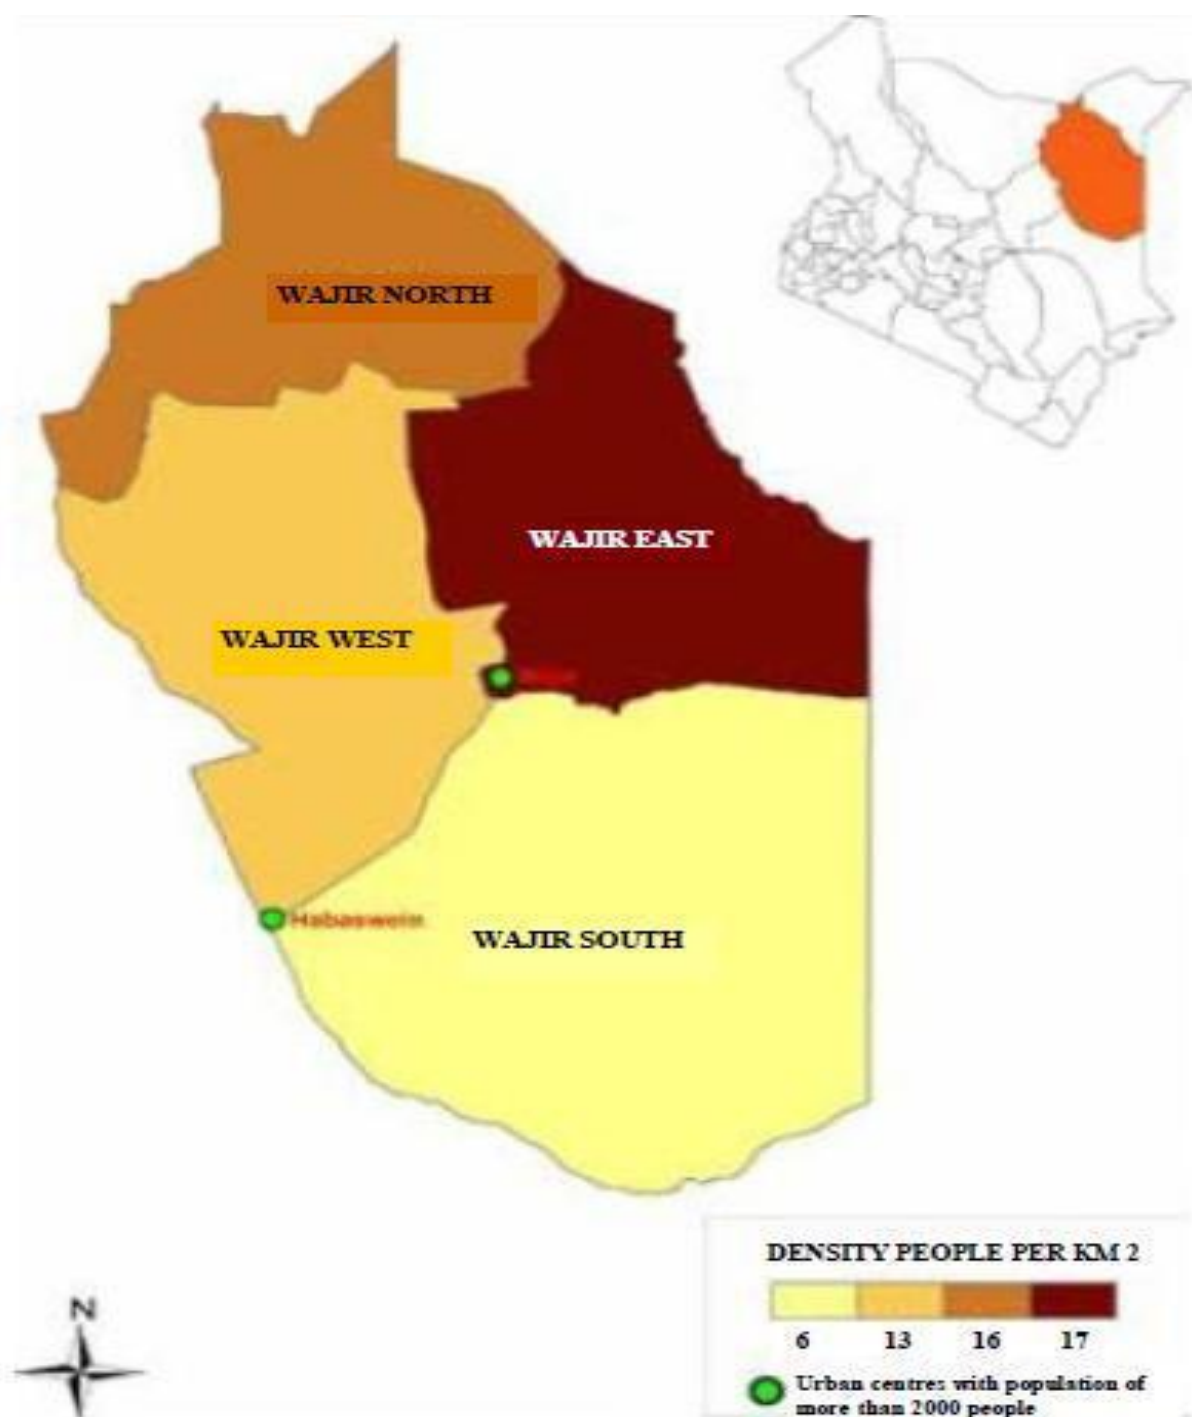 WAJIR NORTH
WAJIR EAST
WAJIR WEST
Habaswein
WAJIR SOUTH
DENSITY PEOPLE PER KM 2
6 13 16 17
N
Urban centres with population of
more than 2000 people